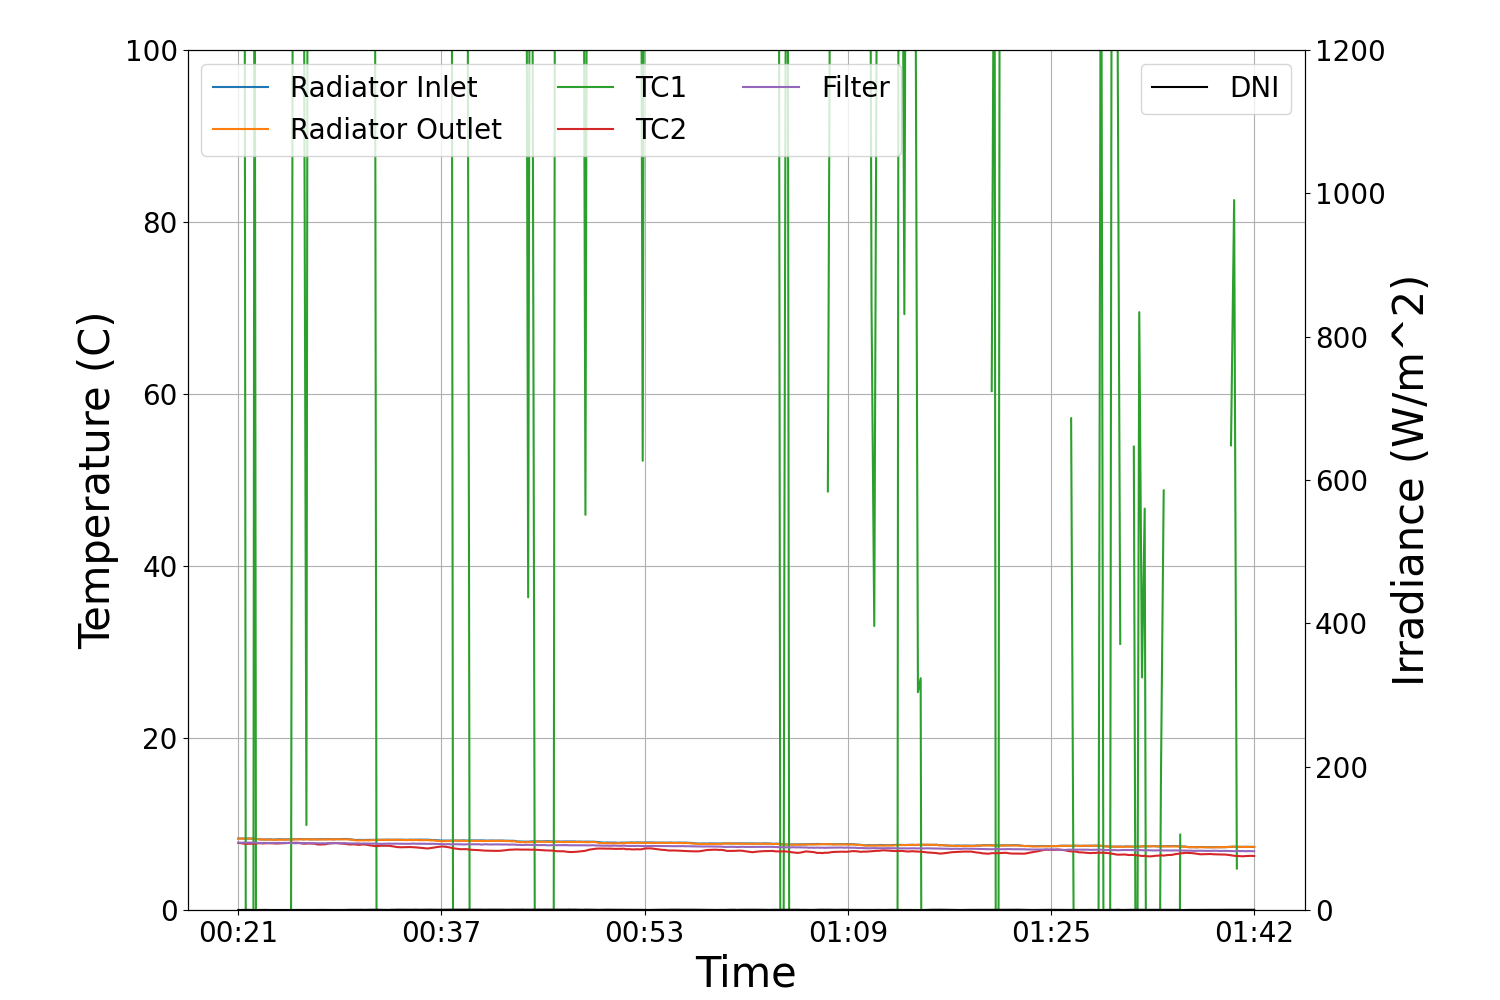 100
80
60
40
20
0
Temperature (C)
Radiator Inlet
Radiator Outlet
TC1
TC2
Filter
DNI
1200
1000
800
600
400
200
0
Irradiance (W/m^2)
00:21 00:37 00:53 01:09 01:25 01:42
Time